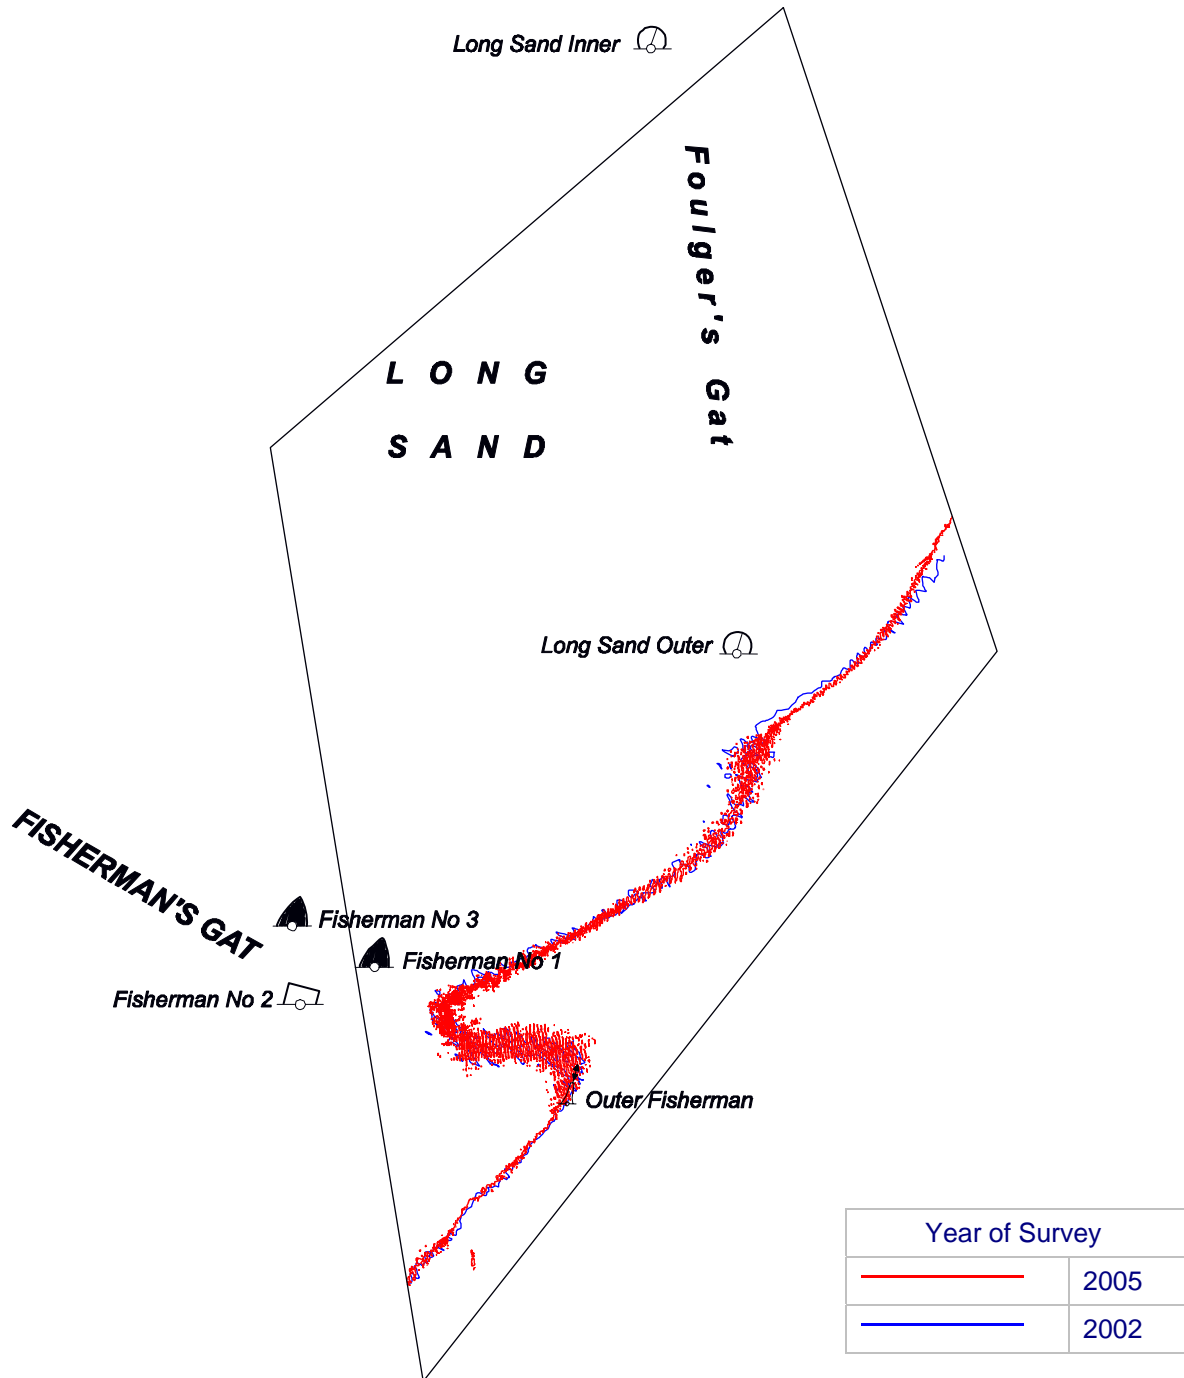 Long Sand Inner
Foulger's Gat
LONG
SAND
Long Sand Outer
FISHERMAN'S GAT
Fisherman No 3
Fisherman No 1
Fisherman No 2
Outer Fisherman
Year of Survey
2005
2002